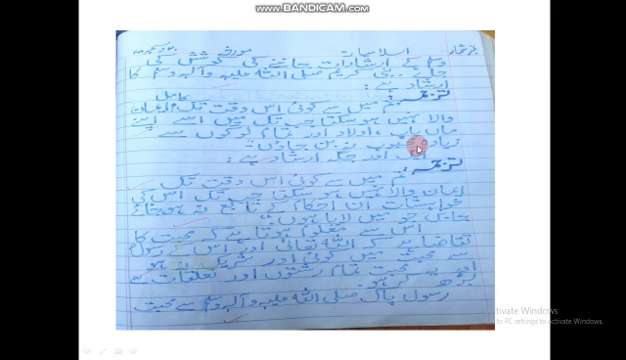 www.BANDICAM.com
اسلامیات مورخہ
وسلم کے ارشادات جاننے کی کوشش کی
جائے۔ نبی کریم صلی اللہ علیہ وآلہ وسلم کا
ارشاد ہے:
ترجمہ: کامل
تم میں سے کوئی اس وقت تک ایمان
والا نہیں ہو سکتا جب تک میں اسے اپنے
ماں باپ، اولاد اور تمام لوگوں سے
زیادہ محبوب نہ بن جاؤں۔
ایک اور جگہ ارشاد ہے:
ترجمہ:
تم میں سے کوئی اس وقت تک
ایمان والا نہیں ہو سکتا جب تک اس کی
خواہشات ان احکام کے تابع نہ ہو جائے
جو میں لایا ہوں۔
اس سے معلوم ہوتا ہے کہ محبت کا
تقاضا ہے کہ اللہ تعالیٰ اور اس کے رسول
سے محبت میں کوئی اور شریک نہ ہو
اور یہ محبت تمام رشتوں اور تعلقات سے
بڑھ کر ہو۔
رسول پاک صلی اللہ علیہ وآلہ وسلم سے محبت
Activate Windows
to PC settings to activate Windows.